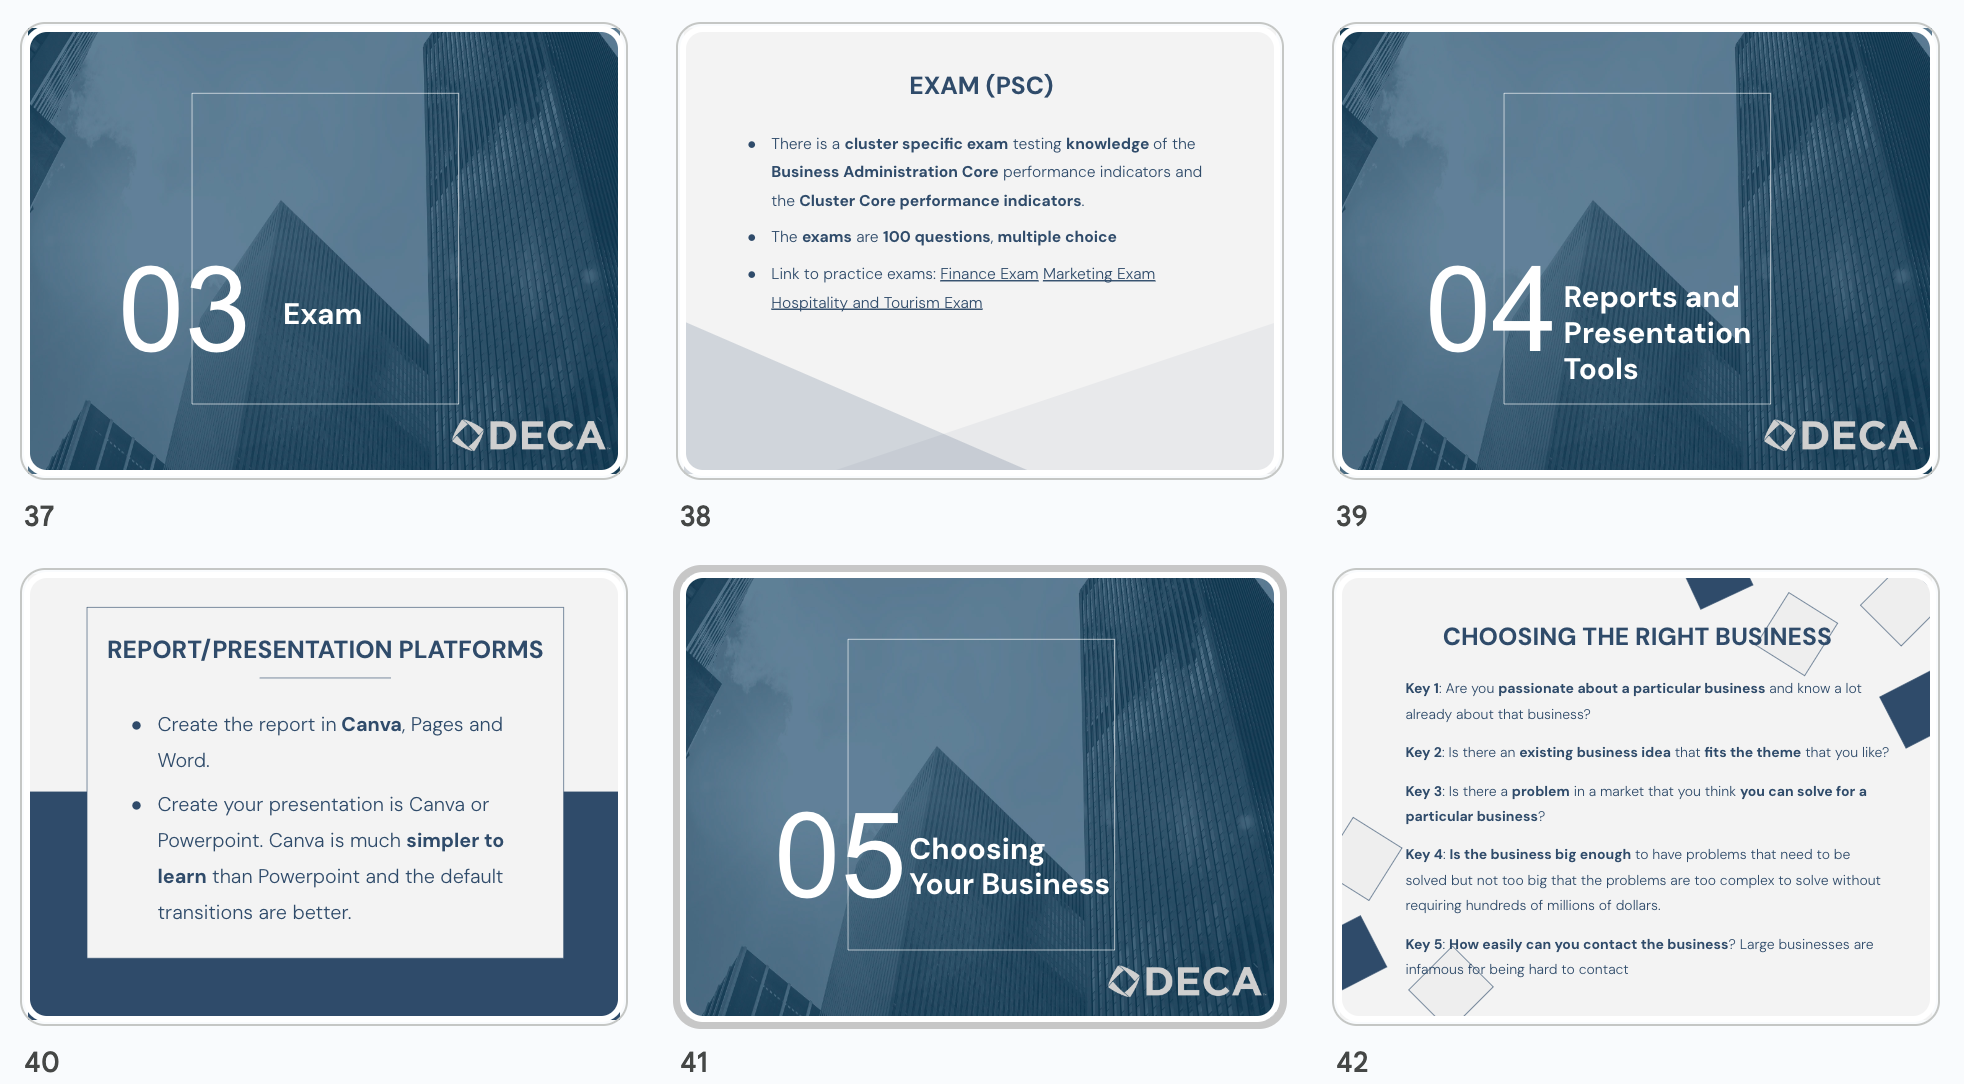 03
Exam
DECA
37
EXAM (PSC)
● There is a cluster specific exam testing knowledge of the
Business Administration Core performance indicators and
the Cluster Core performance indicators.
● The exams are 100 questions, multiple choice
● Link to practice exams: Finance Exam Marketing Exam
Hospitality and Tourism Exam
38
04
Reports and
Presentation
Tools
DECA
39
REPORT/PRESENTATION PLATFORMS
● Create the report in Canva, Pages and
Word.
● Create your presentation is Canva or
Powerpoint. Canva is much simpler to
learn than Powerpoint and the default
transitions are better.
40
05
Choosing
Your Business
DECA
41
CHOOSING THE RIGHT BUSINESS
Key 1: Are you passionate about a particular business and know a lot
already about that business?
Key 2: Is there an existing business idea that fits the theme that you like?
Key 3: Is there a problem in a market that you think you can solve for a
particular business?
Key 4: Is the business big enough to have problems that need to be
solved but not too big that the problems are too complex to solve without
requiring hundreds of millions of dollars.
Key 5: How easily can you contact the business? Large businesses are
infamous for being hard to contact
42